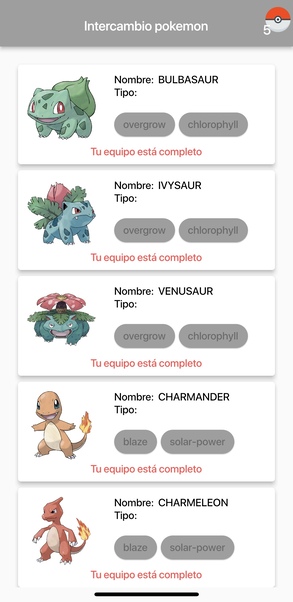 Intercambio pokemon
5
Nombre: BULBASAUR
Tipo:
overgrow chlorophyll
Tu equipo está completo
Nombre: IVYSAUR
Tipo:
overgrow chlorophyll
Tu equipo está completo
Nombre: VENUSAUR
Tipo:
overgrow chlorophyll
Tu equipo está completo
Nombre: CHARMANDER
Tipo:
blaze solar-power
Tu equipo está completo
Nombre: CHARMELEON
Tipo:
blaze solar-power
Tu equipo está completo